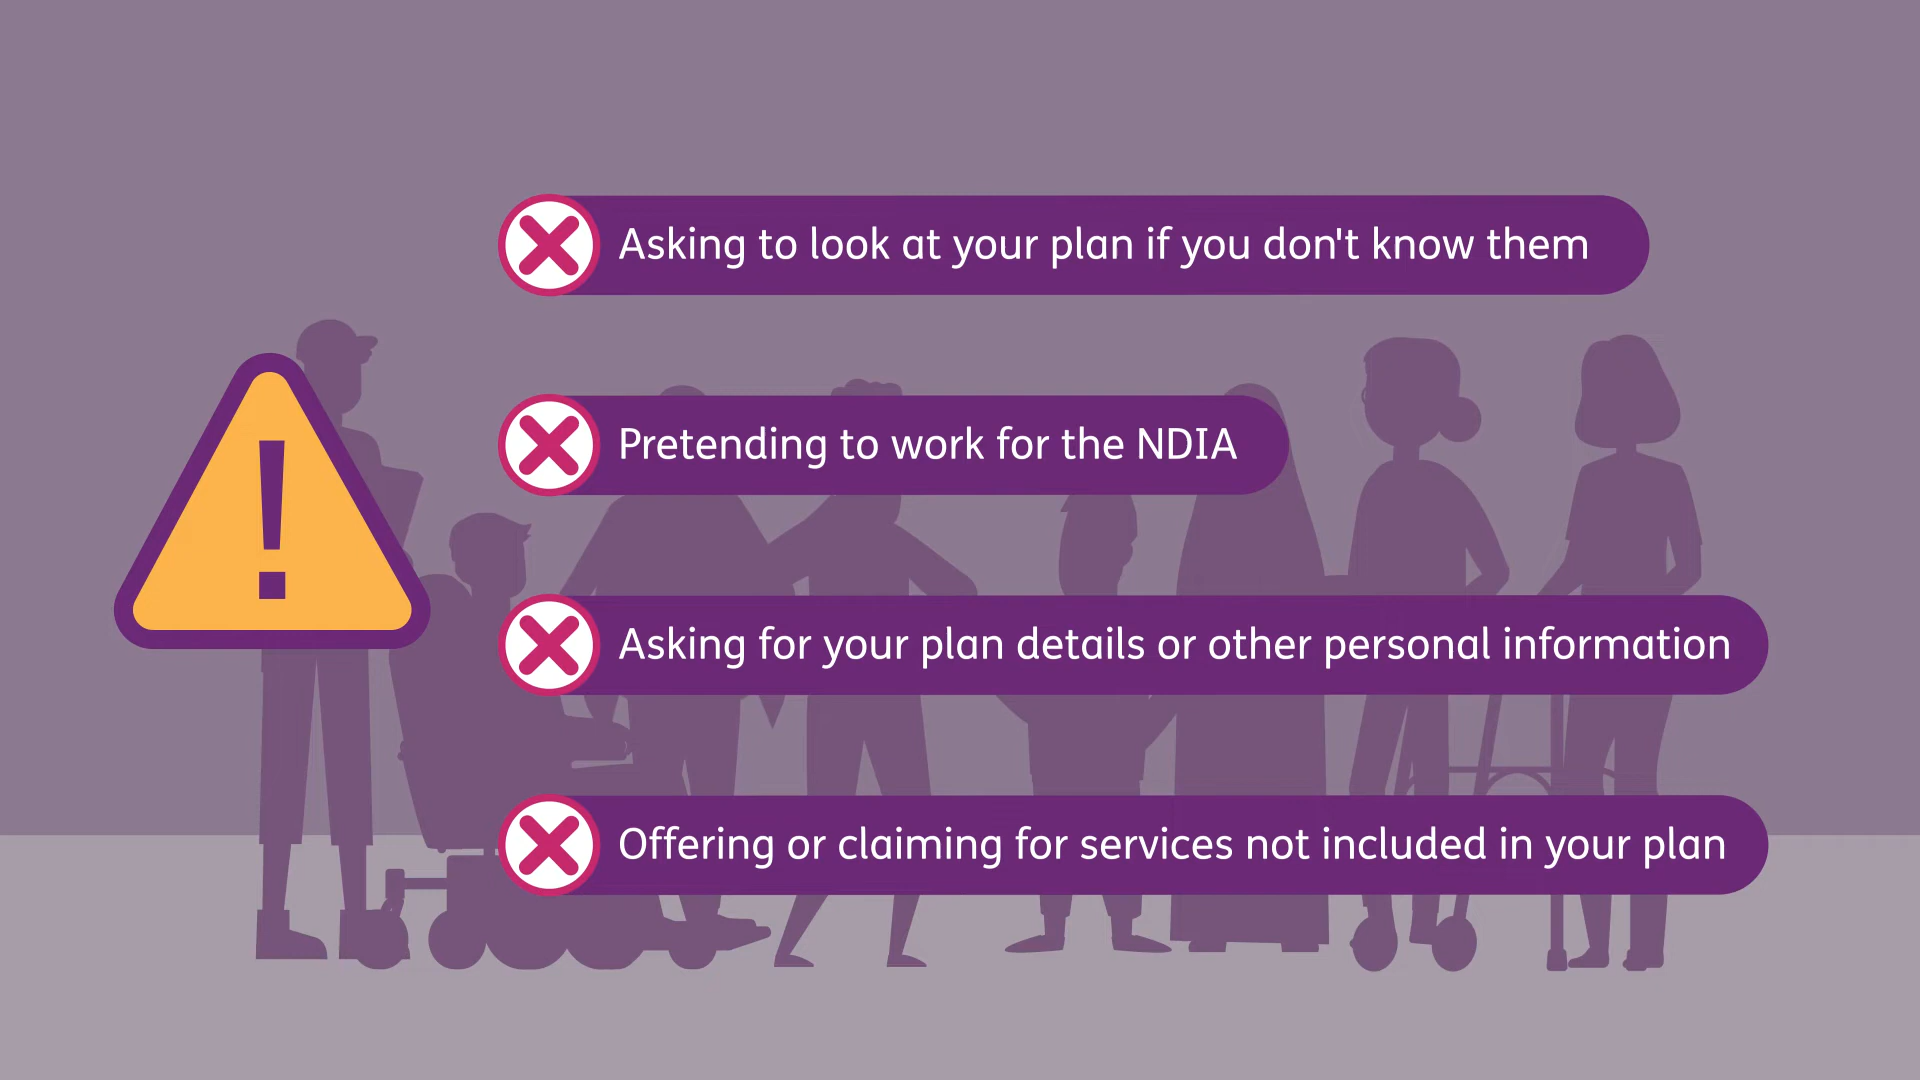 Asking to look at your plan if you don't know them
Pretending to work for the NDIA
Asking for your plan details or other personal information
Offering or claiming for services not included in your plan